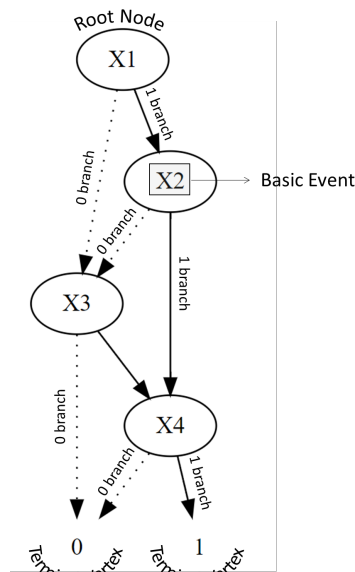 Root Node
X1
1 branch
0 branch
X2
Basic Event
0 branch
1 branch
X3
X4
0 branch
0 branch
1 branch
0
1